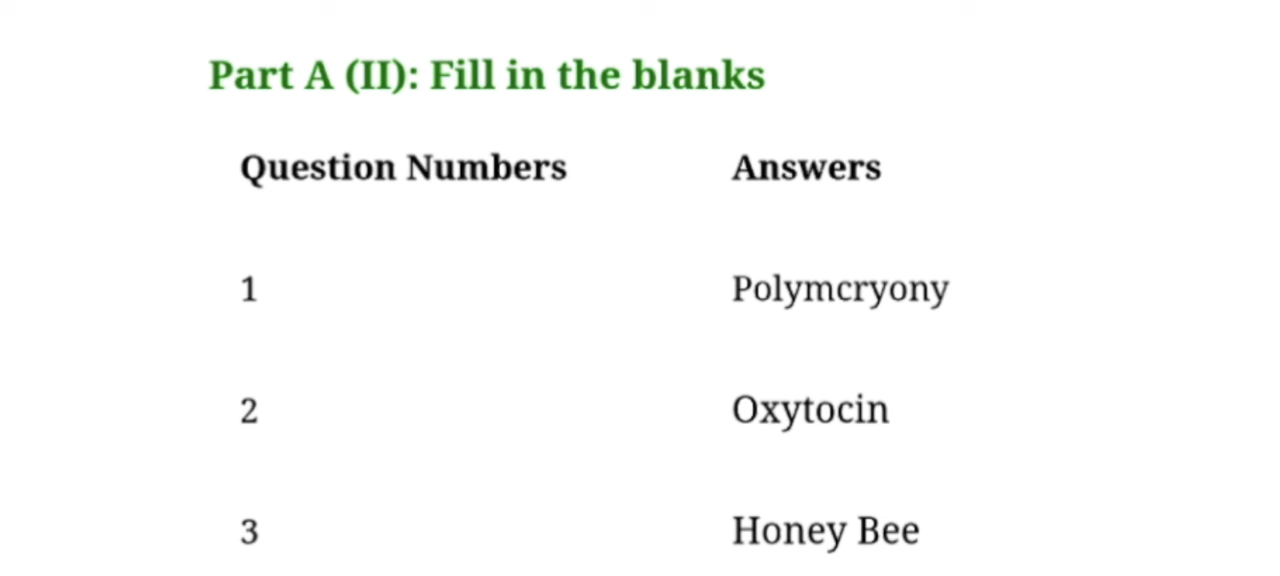 Part A (II): Fill in the blanks
Question Numbers Answers
1 Polymcryony
2 Oxytocin
3 Honey Bee